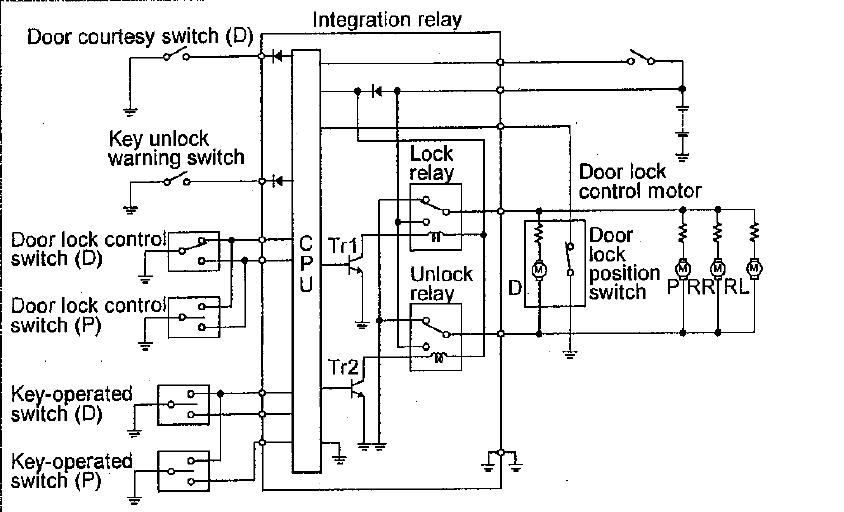 Integration relay
Door courtesy switch (D)
Key unlock
warning switch
Lock
relay
Door lock
control motor
Door lock control
switch (D)
C
P
U
Tr1
Door
lock
position
switch
Unlock
relay
D
M
M
M
M
P
RR
RL
Door lock control
switch (P)
Tr2
Key-operated
switch (D)
Key-operated
switch (P)